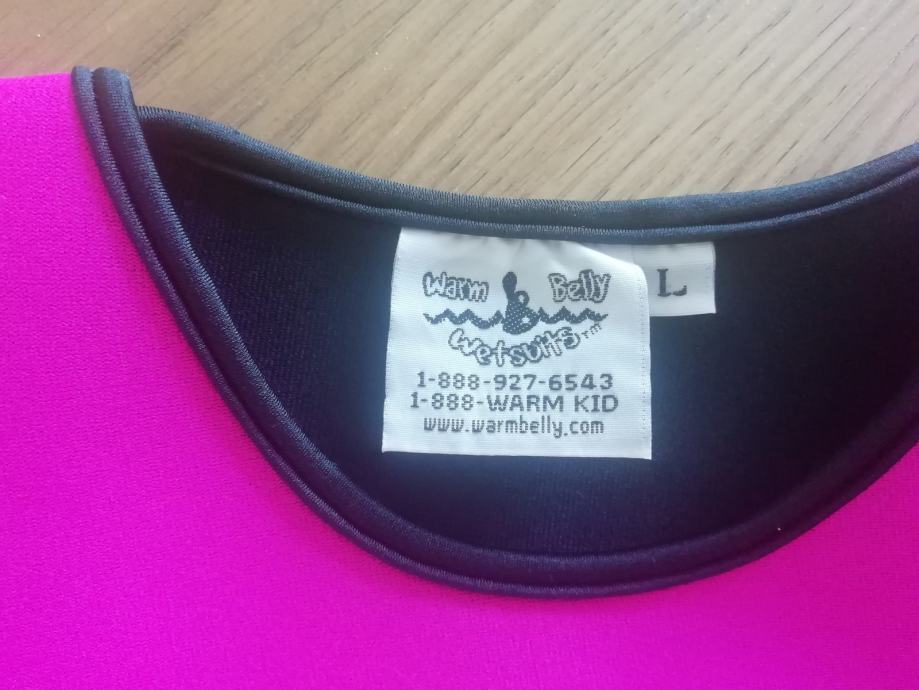 Warm Belly
Wetsuits™
1-888-927-6543
1-888-WARM KID
www.warmbelly.com
L